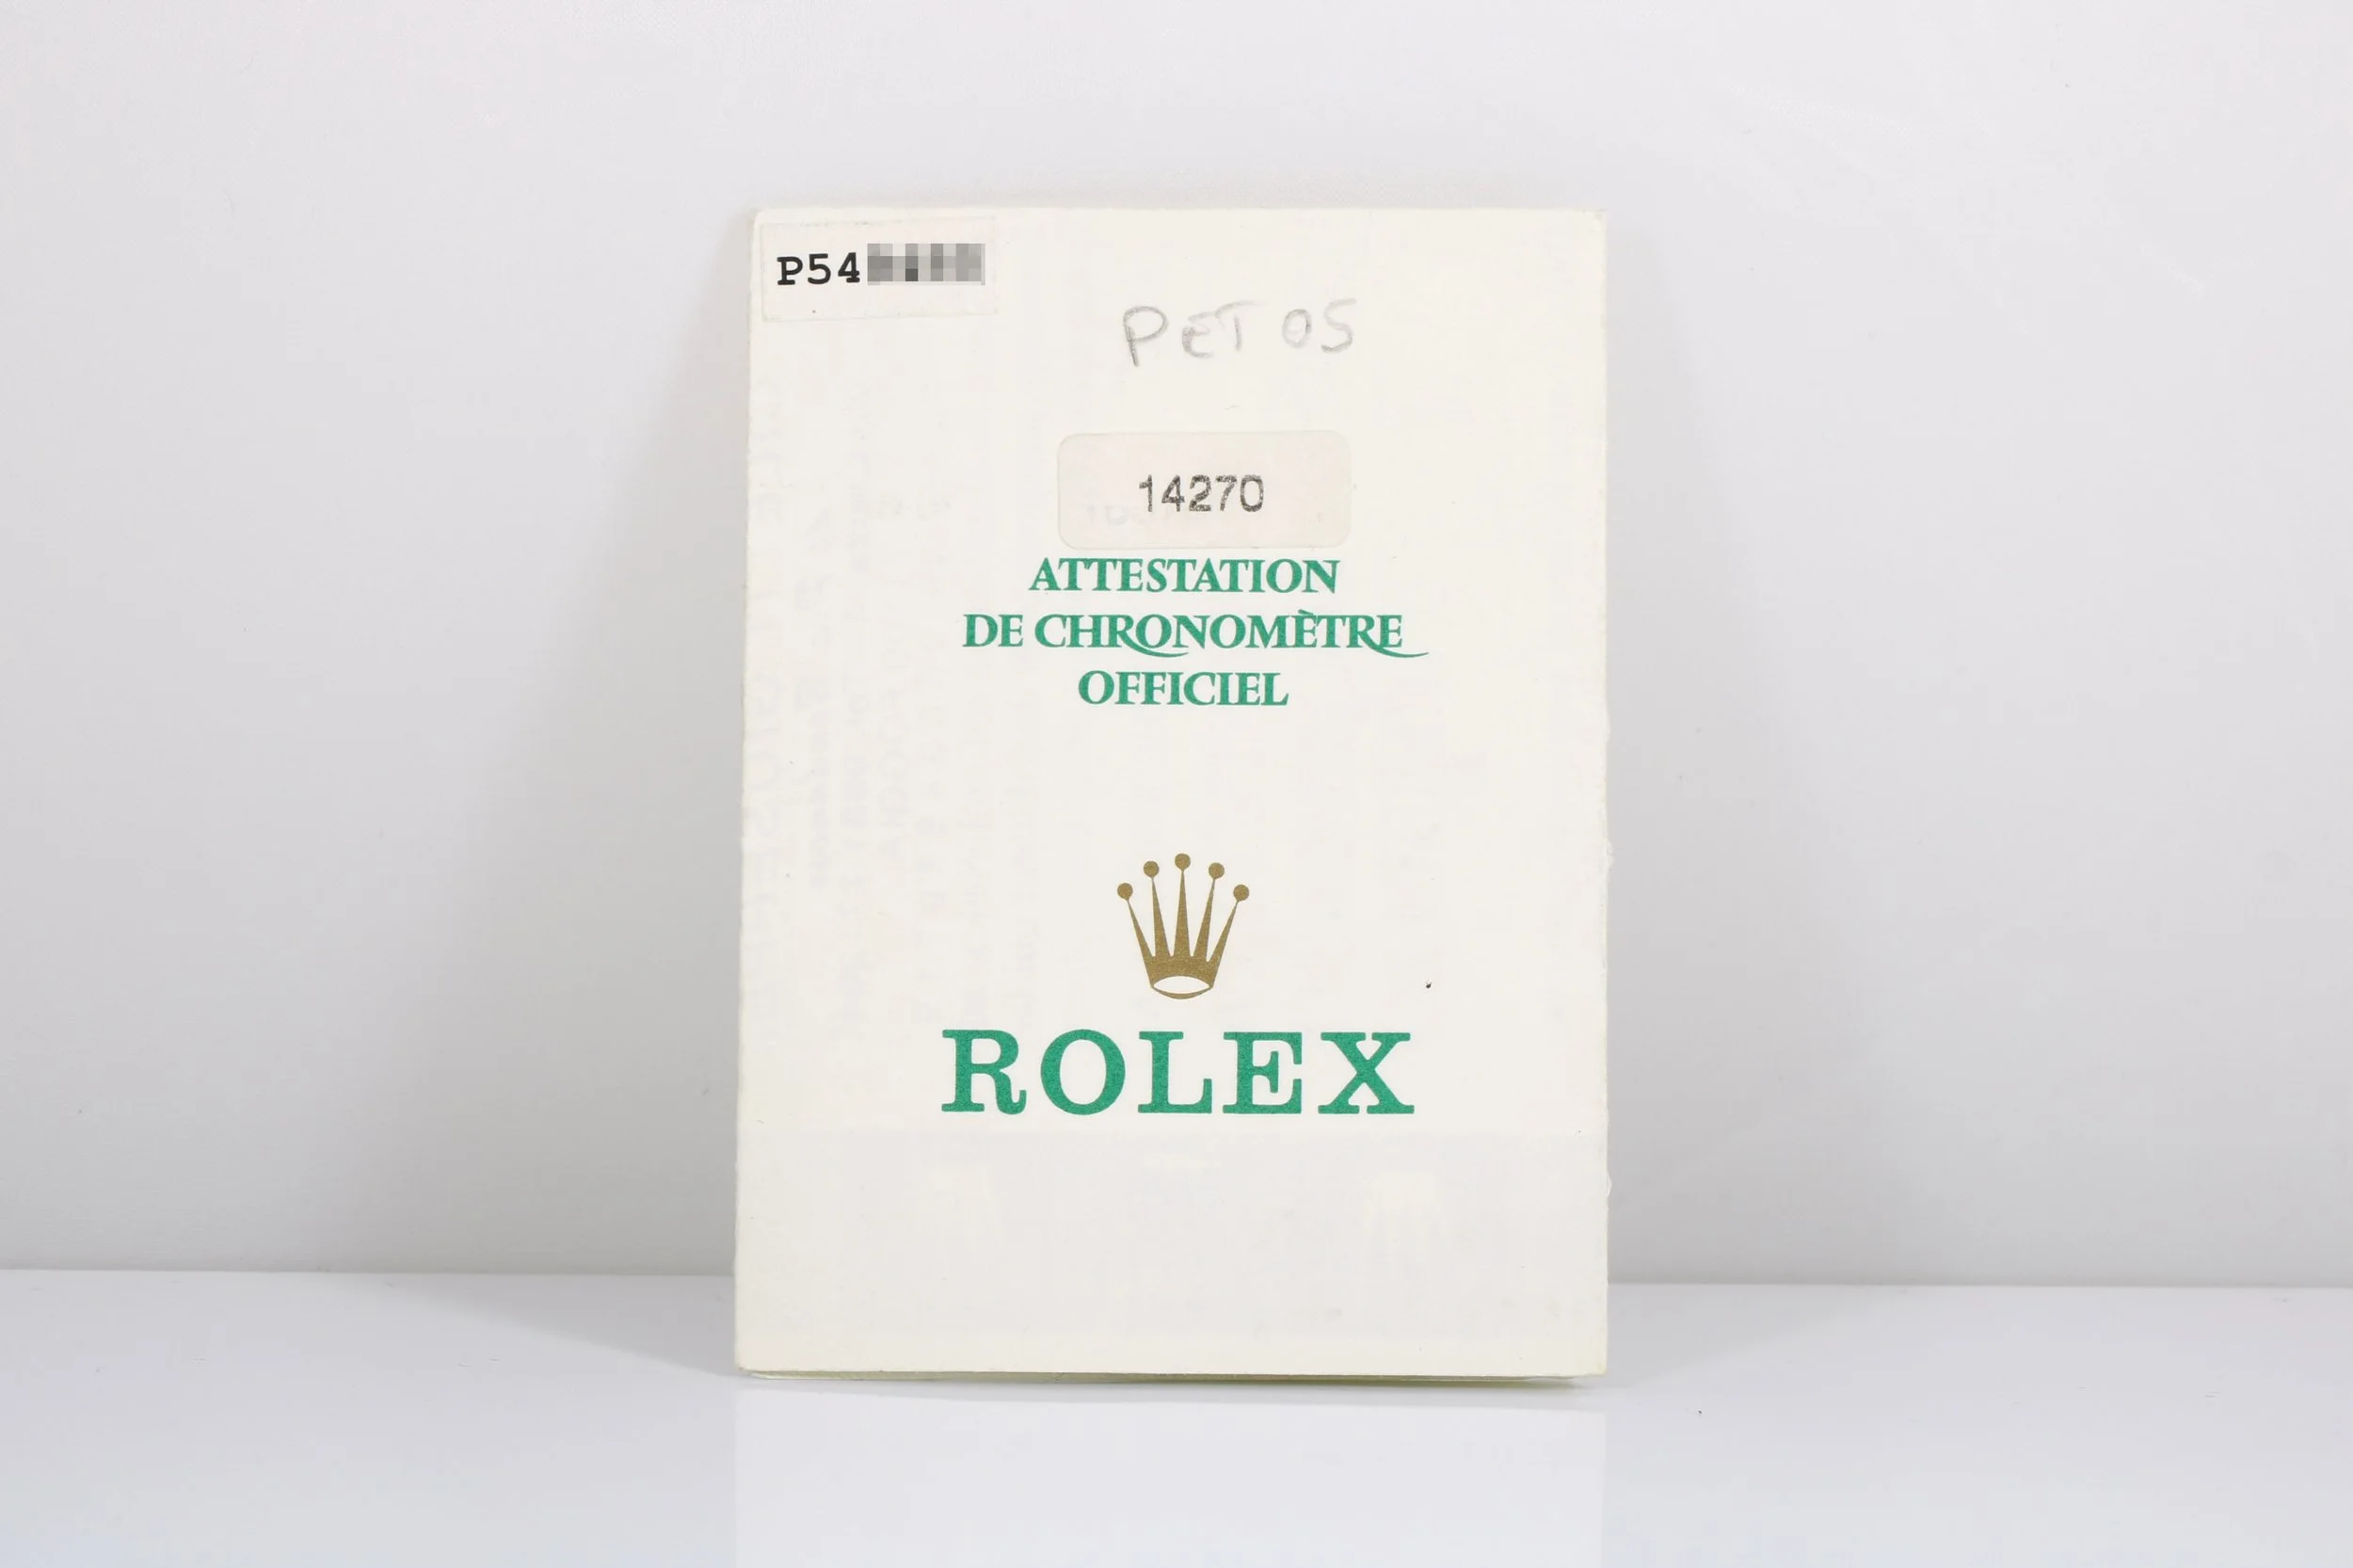 P54
PET 05
14270
ATTESTATION
DE CHRONOMÈTRE
OFFICIEL
ROLEX